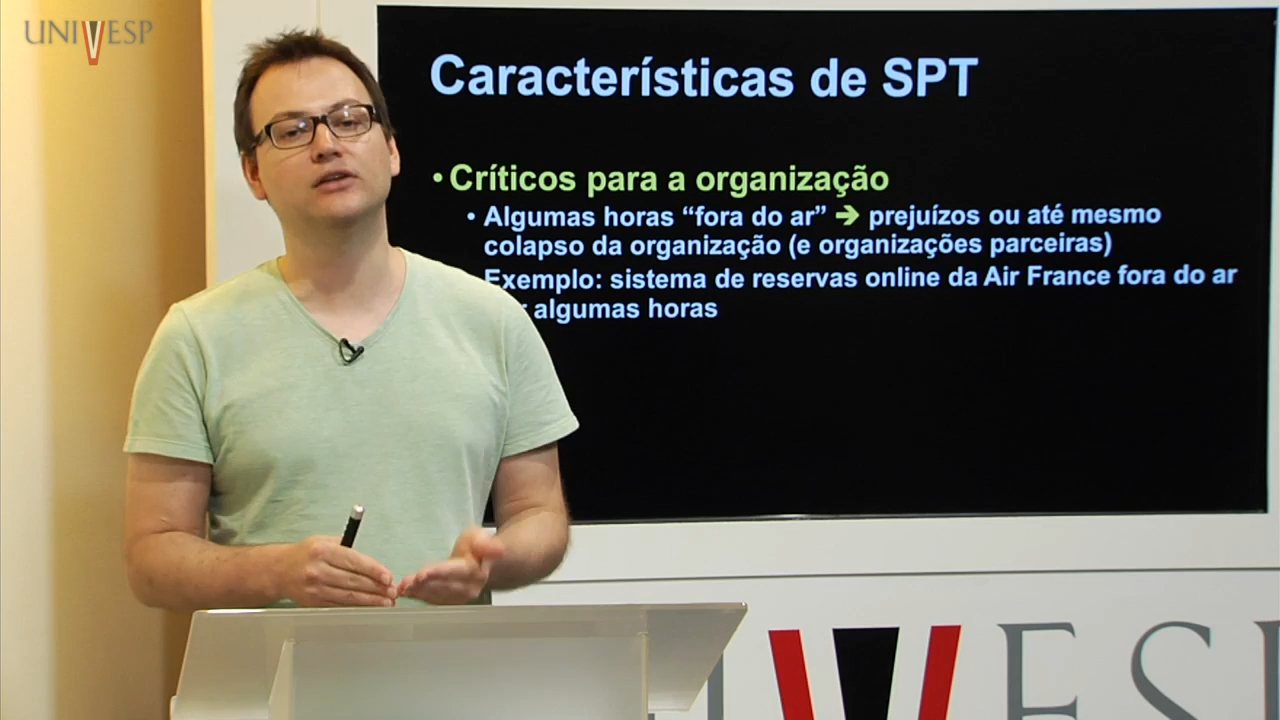 UNIVESP
Características de SPT
• Críticos para a organização
• Algumas horas “fora do ar” ➔ prejuízos ou até mesmo
colapso da organização (e organizações parceiras)
Exemplo: sistema de reservas online da Air France fora do ar
algumas horas
VESP